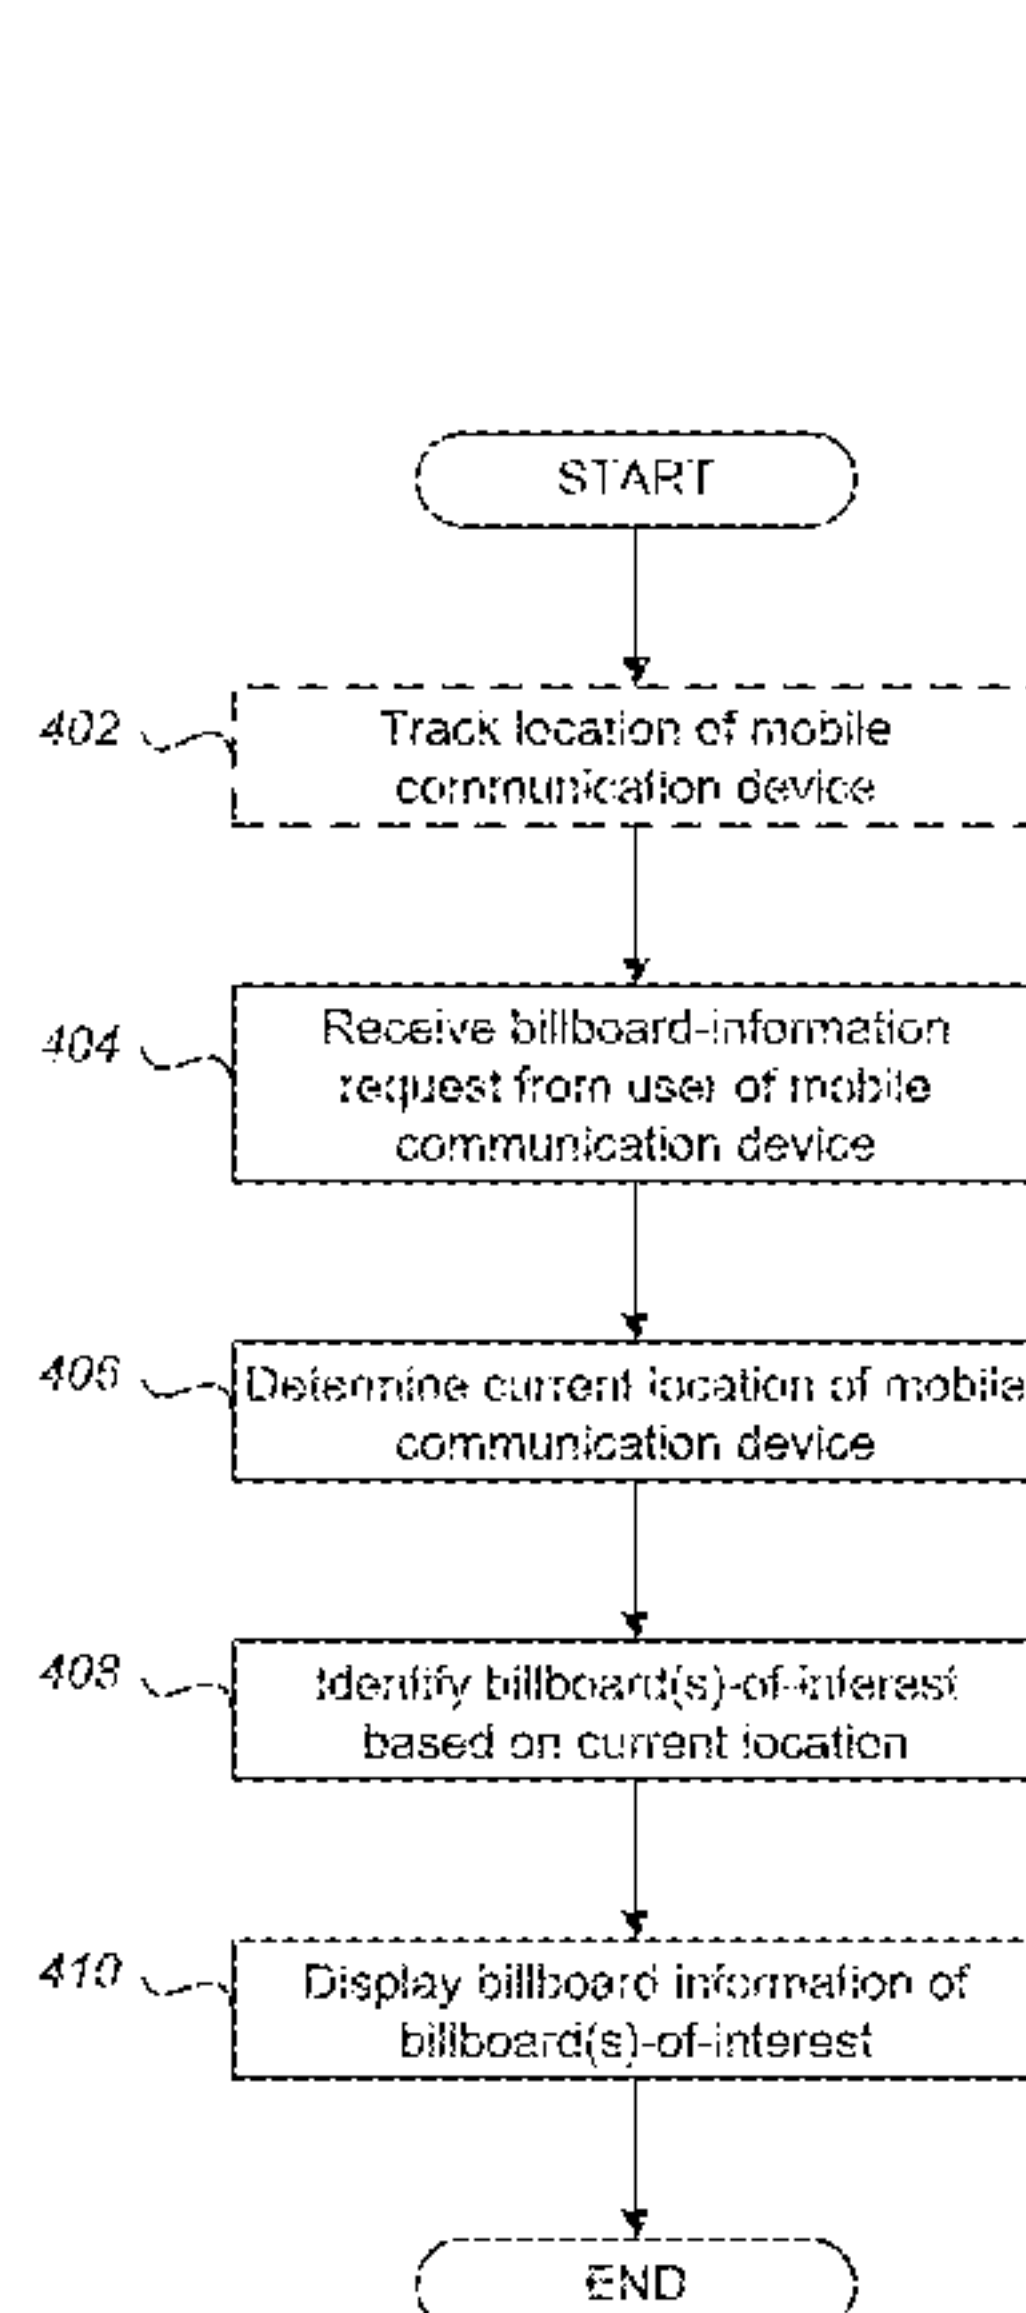 START
402
Track location of mobile
communication device
404
Receive billboard-information
request from user of mobile
communication device
406
Determine current location of mobile
communication device
408
Identify billboard(s)-of-interest
based on current location
410
Display billboard information of
billboard(s)-of-interest
END